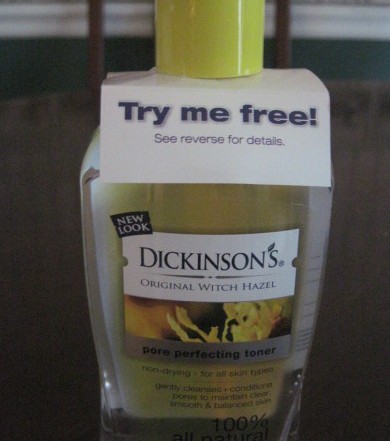 Try me free!
See reverse for details.
NEW
LOOK
DICKINSON'S®
ORIGINAL WITCH HAZEL
pore perfecting toner
non-drying • for all skin types
gently cleanses + conditions
pores to maintain clear,
smooth & balanced skin
100%
all natural